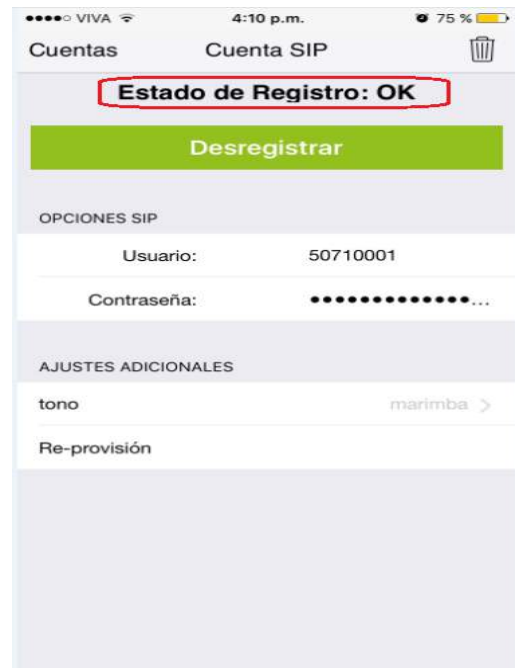 ●●●●○ VIVA 4:10 p.m. 75 %
Cuentas Cuenta SIP
Estado de Registro: OK
Desregistrar
OPCIONES SIP
Usuario: 50710001
Contraseña: ●●●●●●●●●●●●●...
AJUSTES ADICIONALES
tono marimba >
Re-provisión